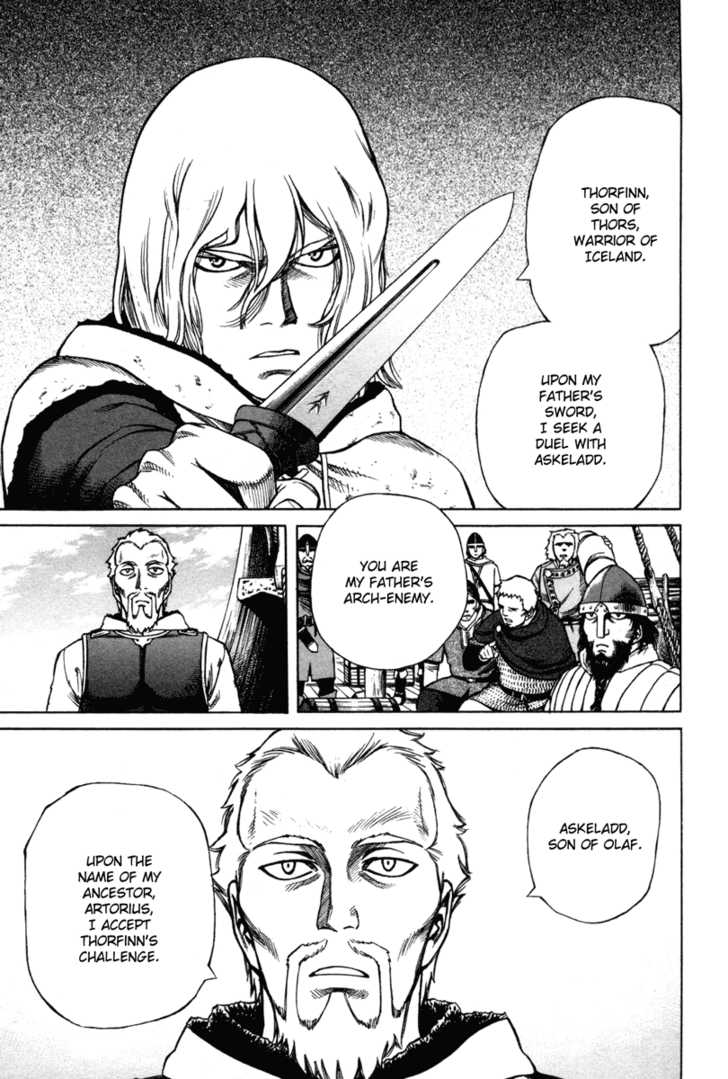 THORFINN,
SON OF
THORS,
WARRIOR OF
ICELAND.
UPON MY
FATHER'S
SWORD,
I SEEK A
DUEL WITH
ASKELADD.
YOU ARE
MY FATHER'S
ARCH-ENEMY.
ASKELADD,
SON OF OLAF.
UPON THE
NAME OF MY
ANCESTOR,
ARTORIUS,
I ACCEPT
THORFINN'S
CHALLENGE.